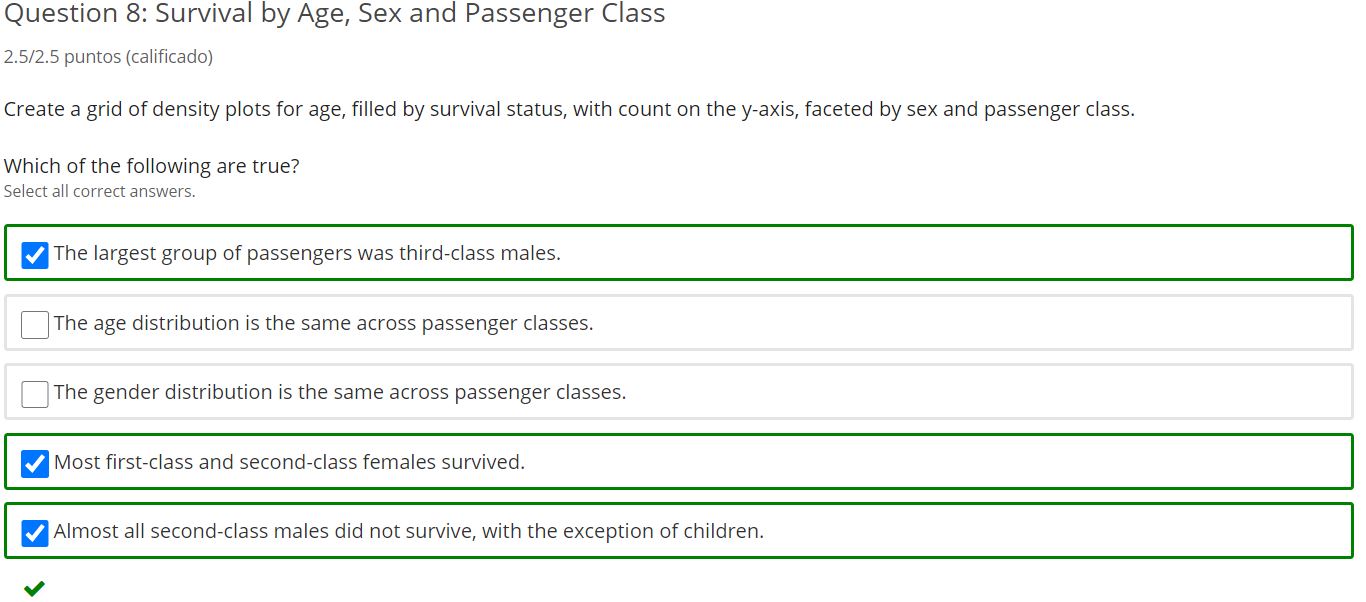 Question 8: Survival by Age, Sex and Passenger Class
2.5/2.5 puntos (calificado)
Create a grid of density plots for age, filled by survival status, with count on the y-axis, faceted by sex and passenger class.
Which of the following are true?
Select all correct answers.
The largest group of passengers was third-class males.
The age distribution is the same across passenger classes.
The gender distribution is the same across passenger classes.
Most first-class and second-class females survived.
Almost all second-class males did not survive, with the exception of children.